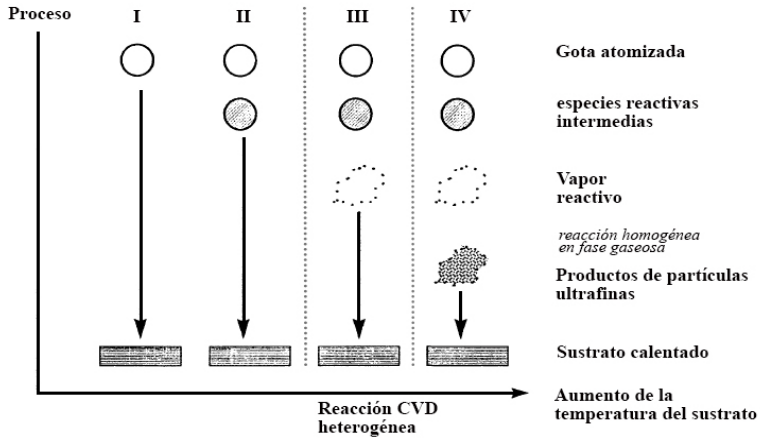 Proceso
I
II
III
IV
Gota atomizada
especies reactivas
intermedias
Vapor
reactivo
reacción homogénea
en fase gaseosa
Productos de partículas
ultrafinas
Sustrato calentado
Reacción CVD
heterogénea
Aumento de la
temperatura del sustrato